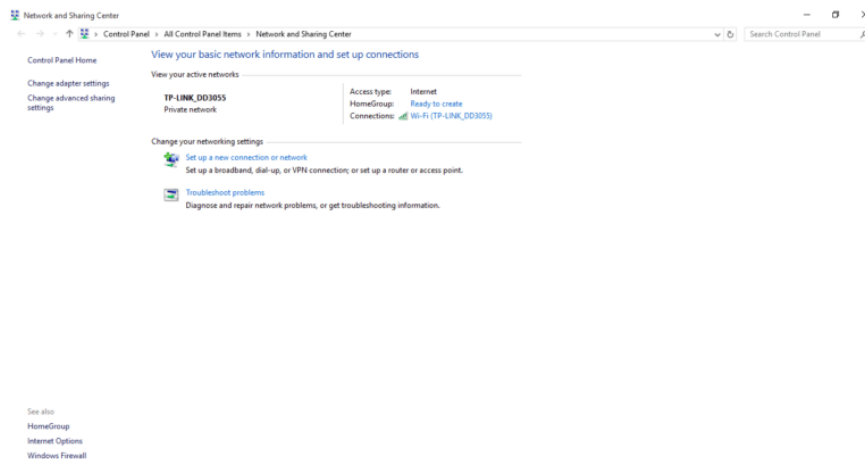 Network and Sharing Center
Control Panel > All Control Panel Items > Network and Sharing Center
Search Control Panel
Control Panel Home
Change adapter settings
Change advanced sharing
settings
View your basic network information and set up connections
View your active networks
TP-LINK_DD3055
Private network
Access type: Internet
HomeGroup: Ready to create
Connections: Wi-Fi (TP-LINK_DD3055)
Change your networking settings
Set up a new connection or network
Set up a broadband, dial-up, or VPN connection; or set up a router or access point.
Troubleshoot problems
Diagnose and repair network problems, or get troubleshooting information.
See also
HomeGroup
Internet Options
Windows Firewall